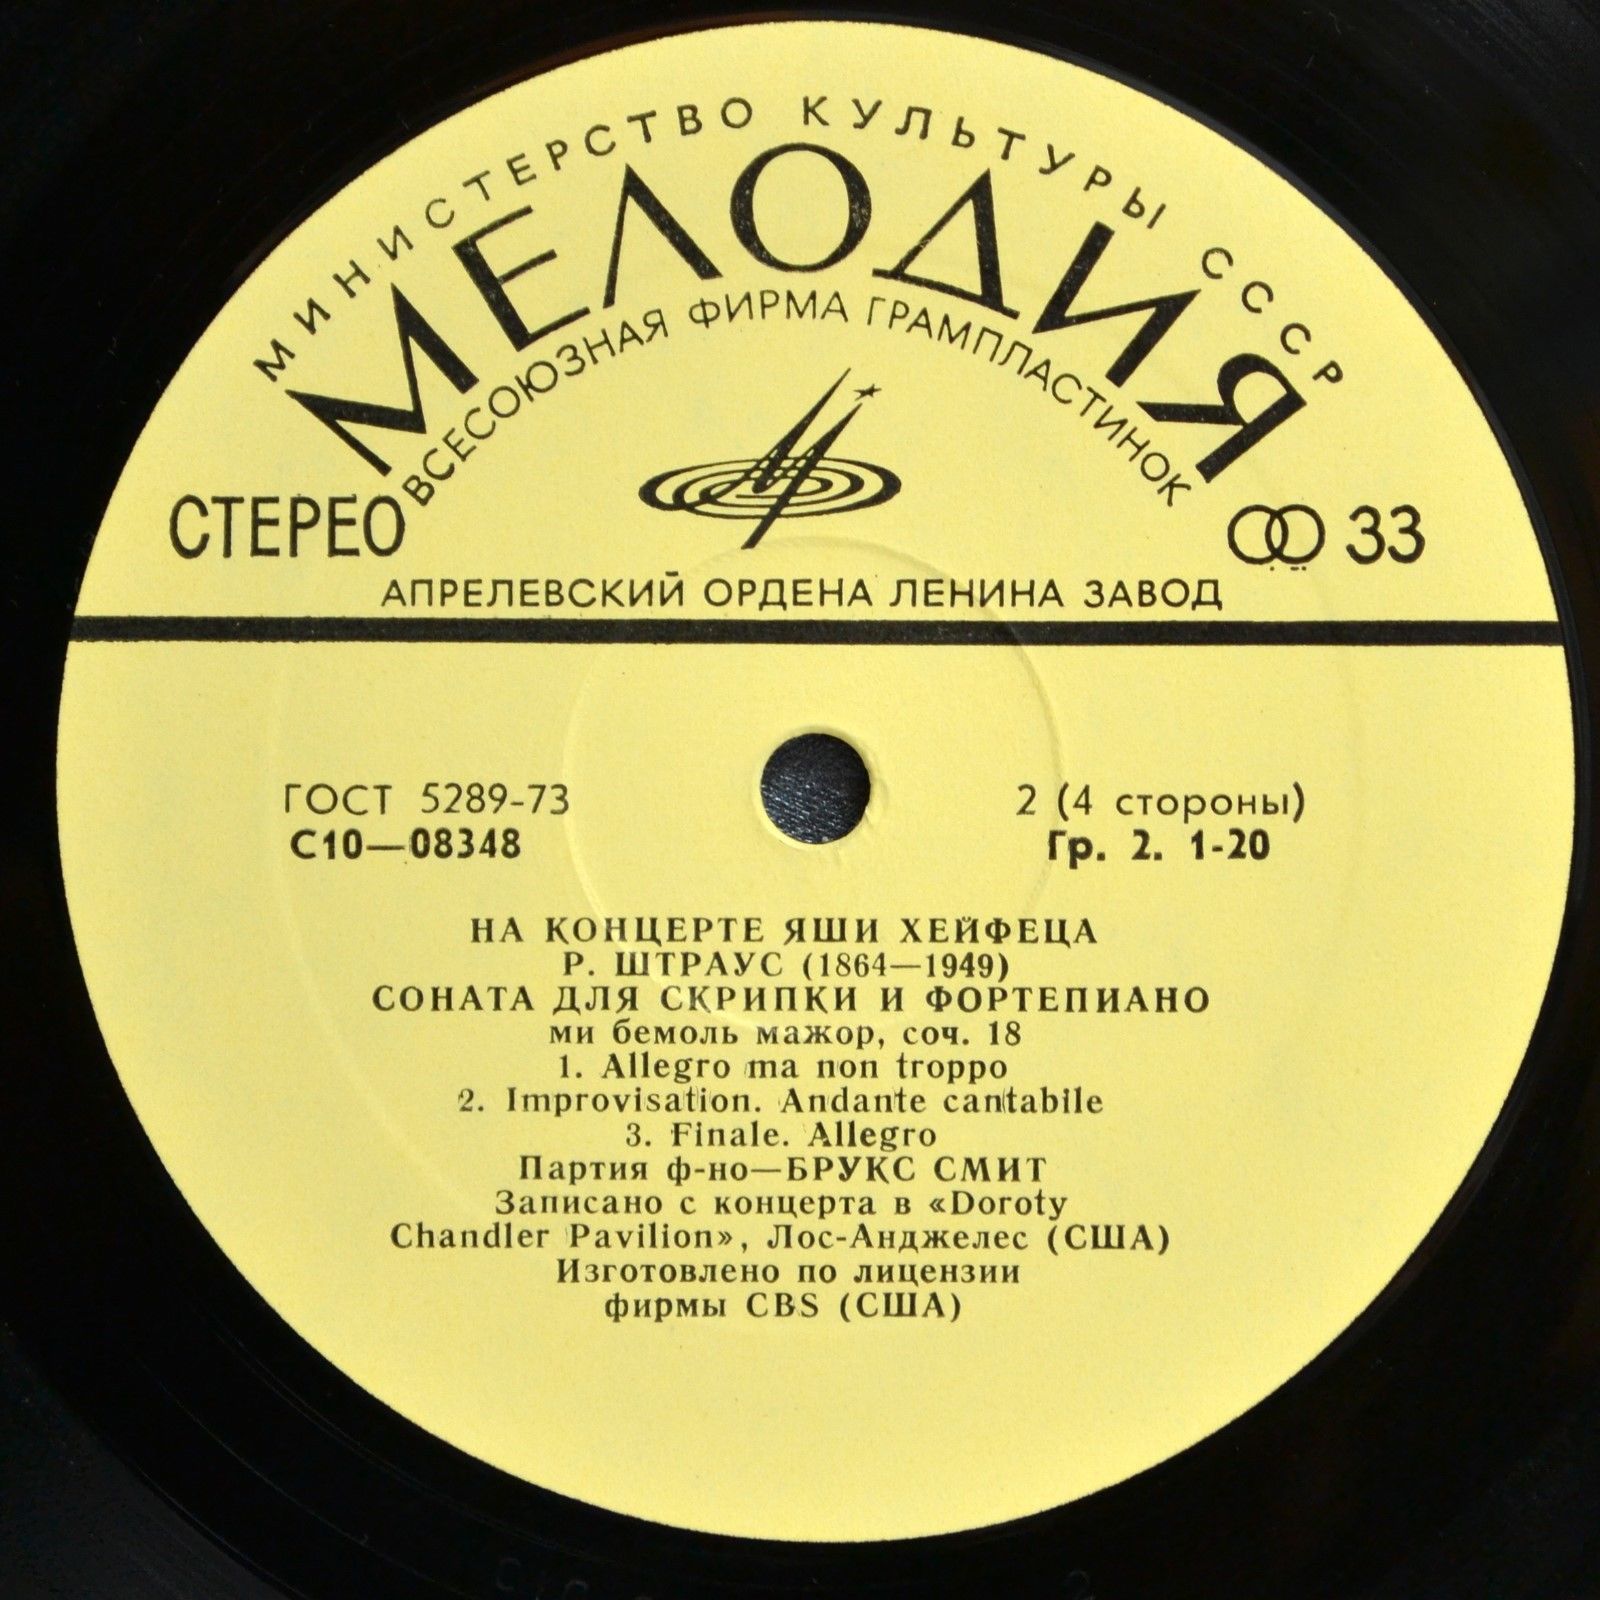 МИНИСТЕРСТВО КУЛЬТУРЫ СССР
МЕЛОДИЯ
ВСЕСОЮЗНАЯ ФИРМА ГРАМПЛАСТИНОК
СТЕРЕО
33
АПРЕЛЕВСКИЙ ОРДЕНА ЛЕНИНА ЗАВОД
ГОСТ 5289-73
2 (4 стороны)
С10—08348
Гр. 2. 1-20
НА КОНЦЕРТЕ ЯШИ ХЕЙФЕЦА
Р. ШТРАУС (1864—1949)
СОНАТА ДЛЯ СКРИПКИ И ФОРТЕПИАНО
ми бемоль мажор, соч. 18
1. Allegro ma non troppo
2. Improvisation. Andante cantabile
3. Finale. Allegro
Партия ф-но—БРУКС СМИТ
Записано с концерта в «Doroty
Chandler Pavilion», Лос-Анджелес (США)
Изготовлено по лицензии
фирмы CBS (США)